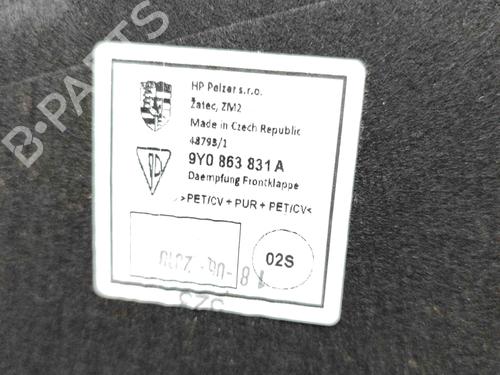 HP Pelzer s.r.o.
Žatec, ZM2
Made in Czech Republic
48793/1
9Y0 863 831 A
Daempfung Frontklappe
>PET/CV + PUR + PET/CV<
02S